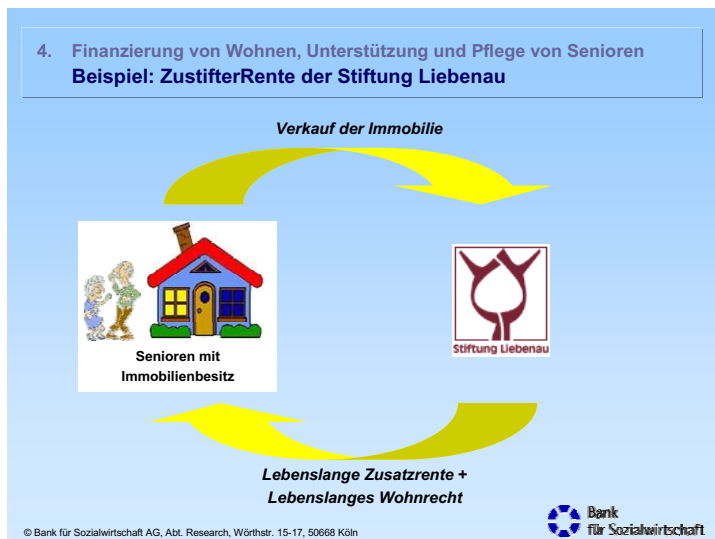 4. Finanzierung von Wohnen, Unterstützung und Pflege von Senioren
Beispiel: ZustifterRente der Stiftung Liebenau
Verkauf der Immobilie
Senioren mit
Immobilienbesitz
Stiftung Liebenau
Lebenslange Zusatzrente +
Lebenslanges Wohnrecht
© Bank für Sozialwirtschaft AG, Abt. Research, Wörthstr. 15-17, 50668 Köln
Bank
für Sozialwirtschaft